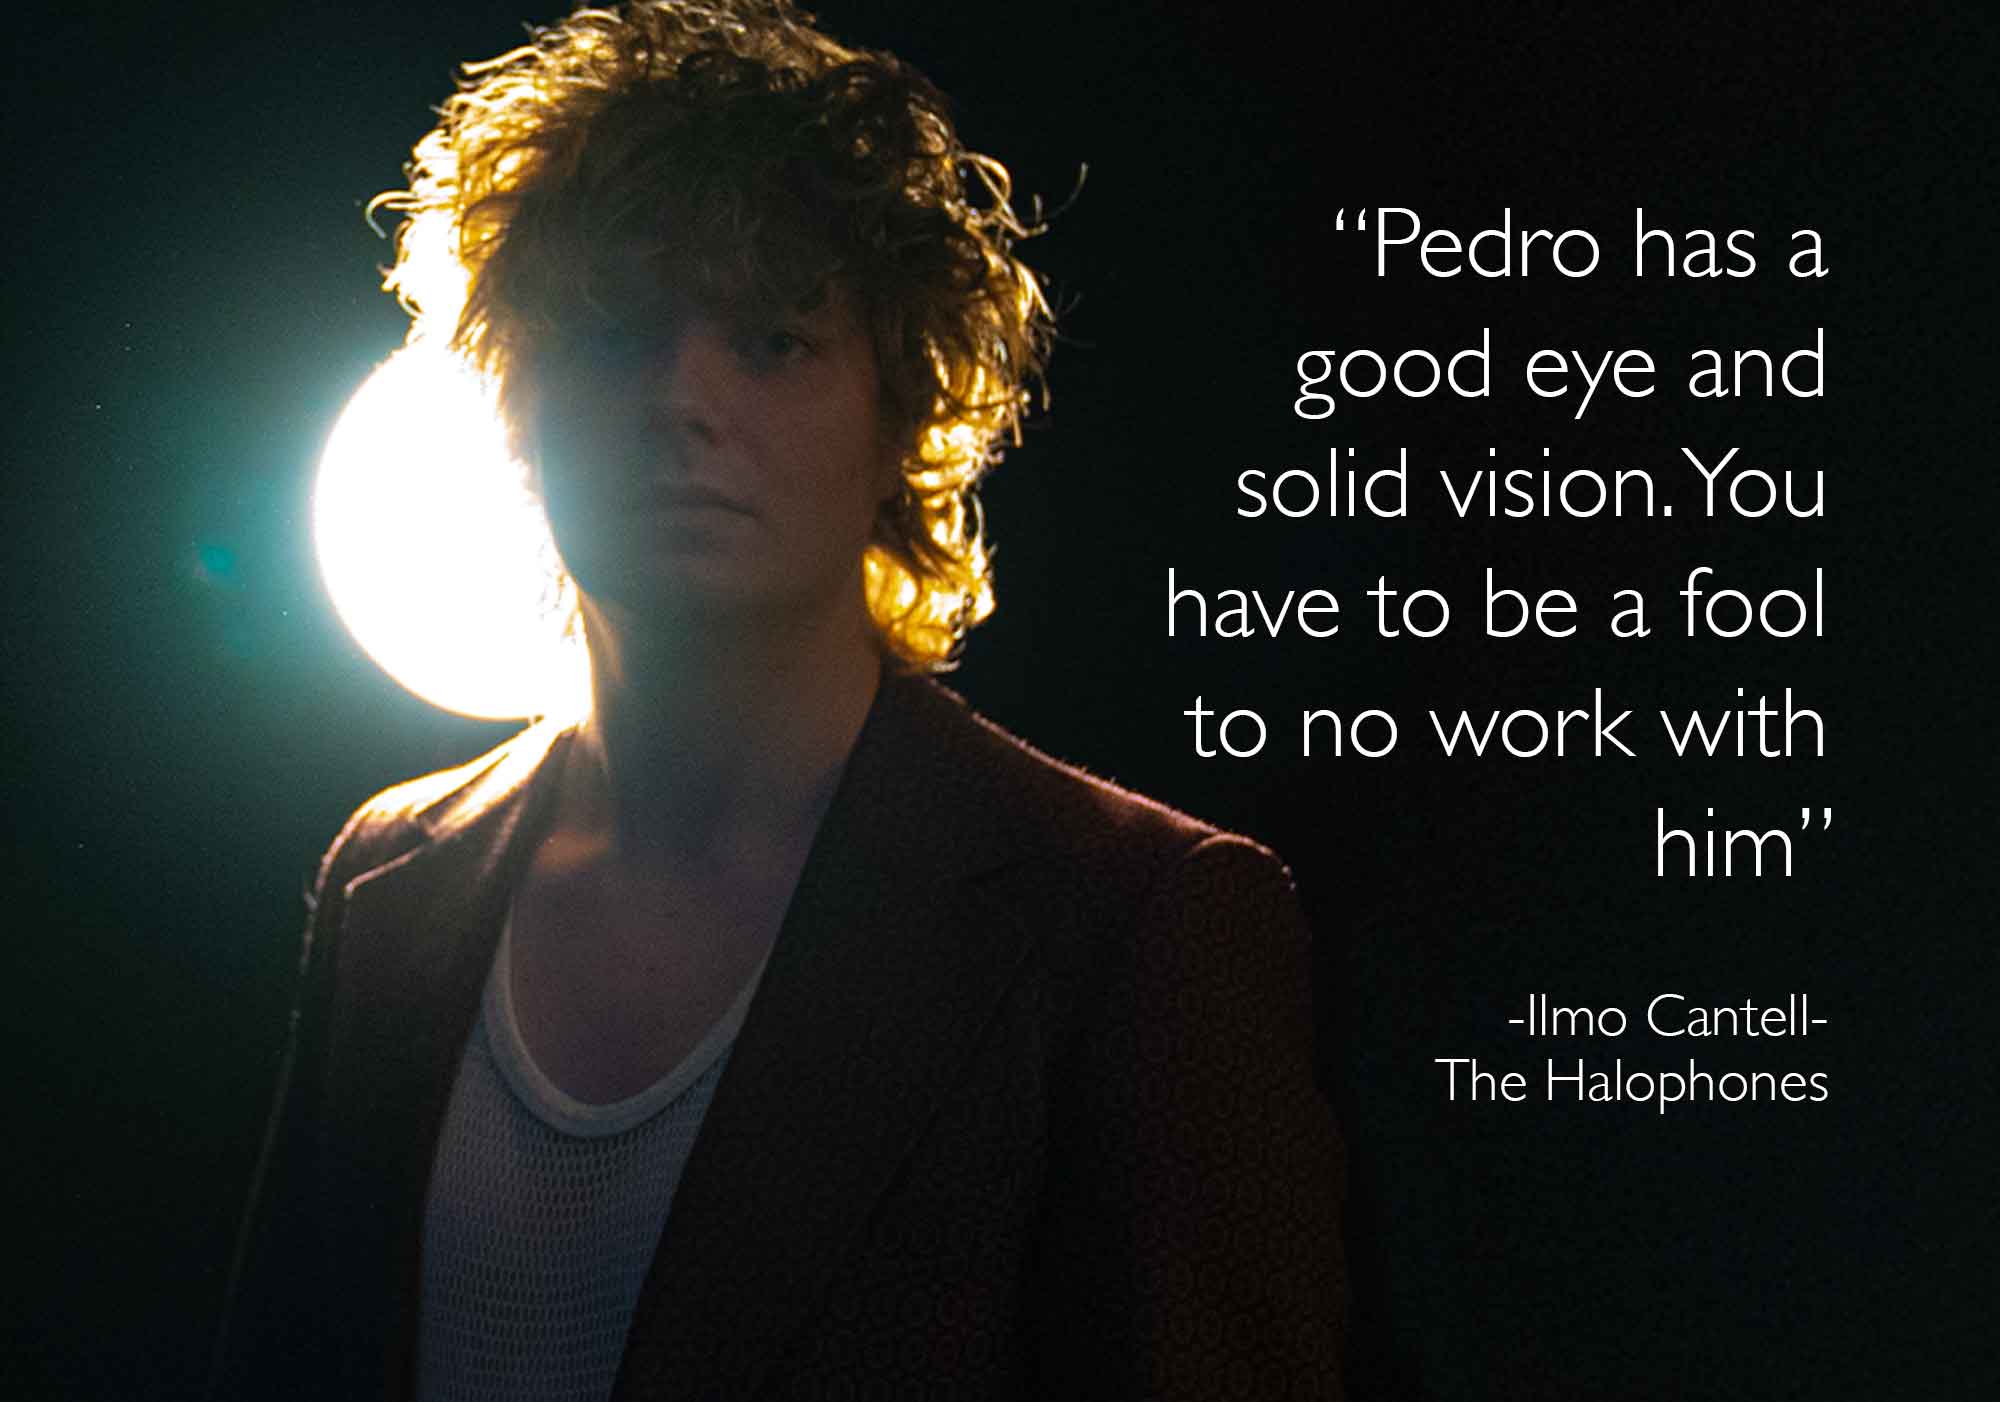 “Pedro has a
good eye and
solid vision. You
have to be a fool
to no work with
him”
-Ilmo Cantell-
The Halophones